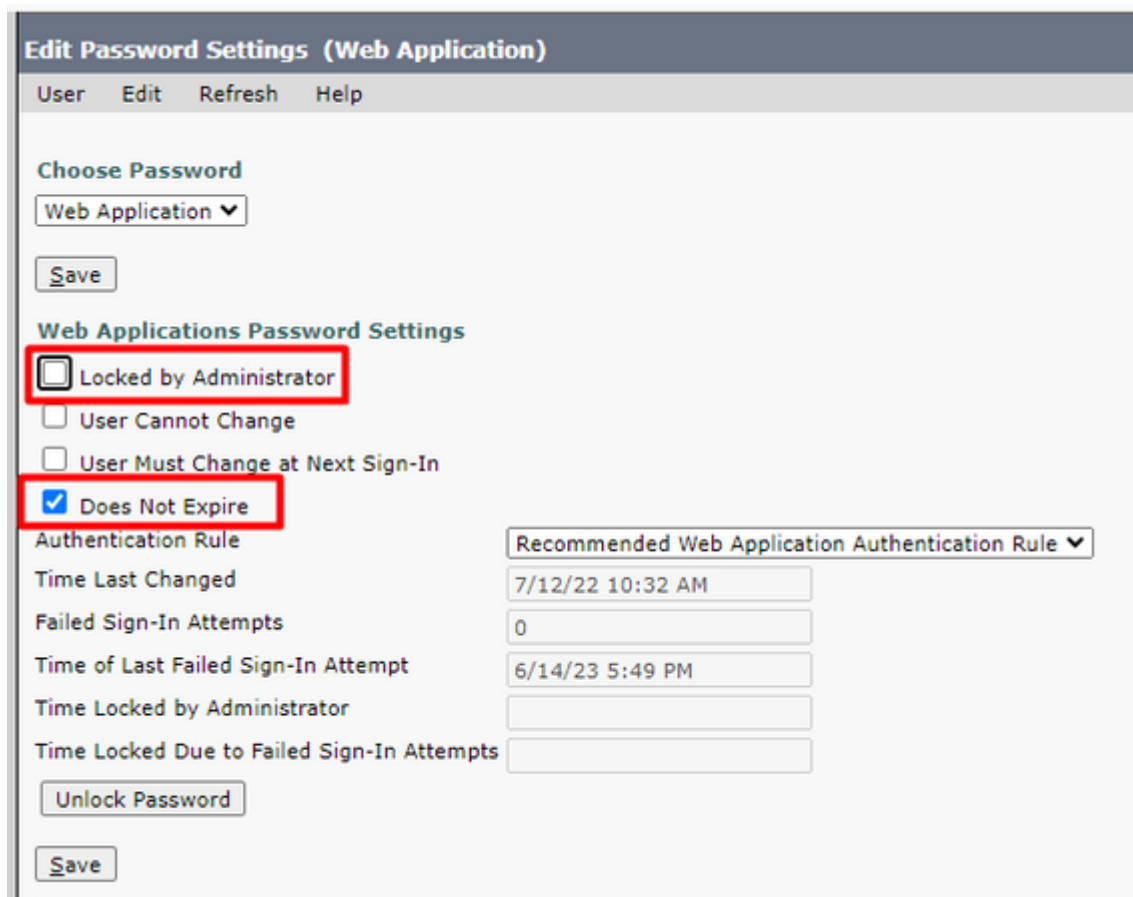 Edit Password Settings (Web Application)
User Edit Refresh Help
Choose Password
Web Application
Save
Web Applications Password Settings
Locked by Administrator
User Cannot Change
User Must Change at Next Sign-In
Does Not Expire
Authentication Rule Recommended Web Application Authentication Rule
Time Last Changed 7/12/22 10:32 AM
Failed Sign-In Attempts 0
Time of Last Failed Sign-In Attempt 6/14/23 5:49 PM
Time Locked by Administrator
Time Locked Due to Failed Sign-In Attempts
Unlock Password
Save